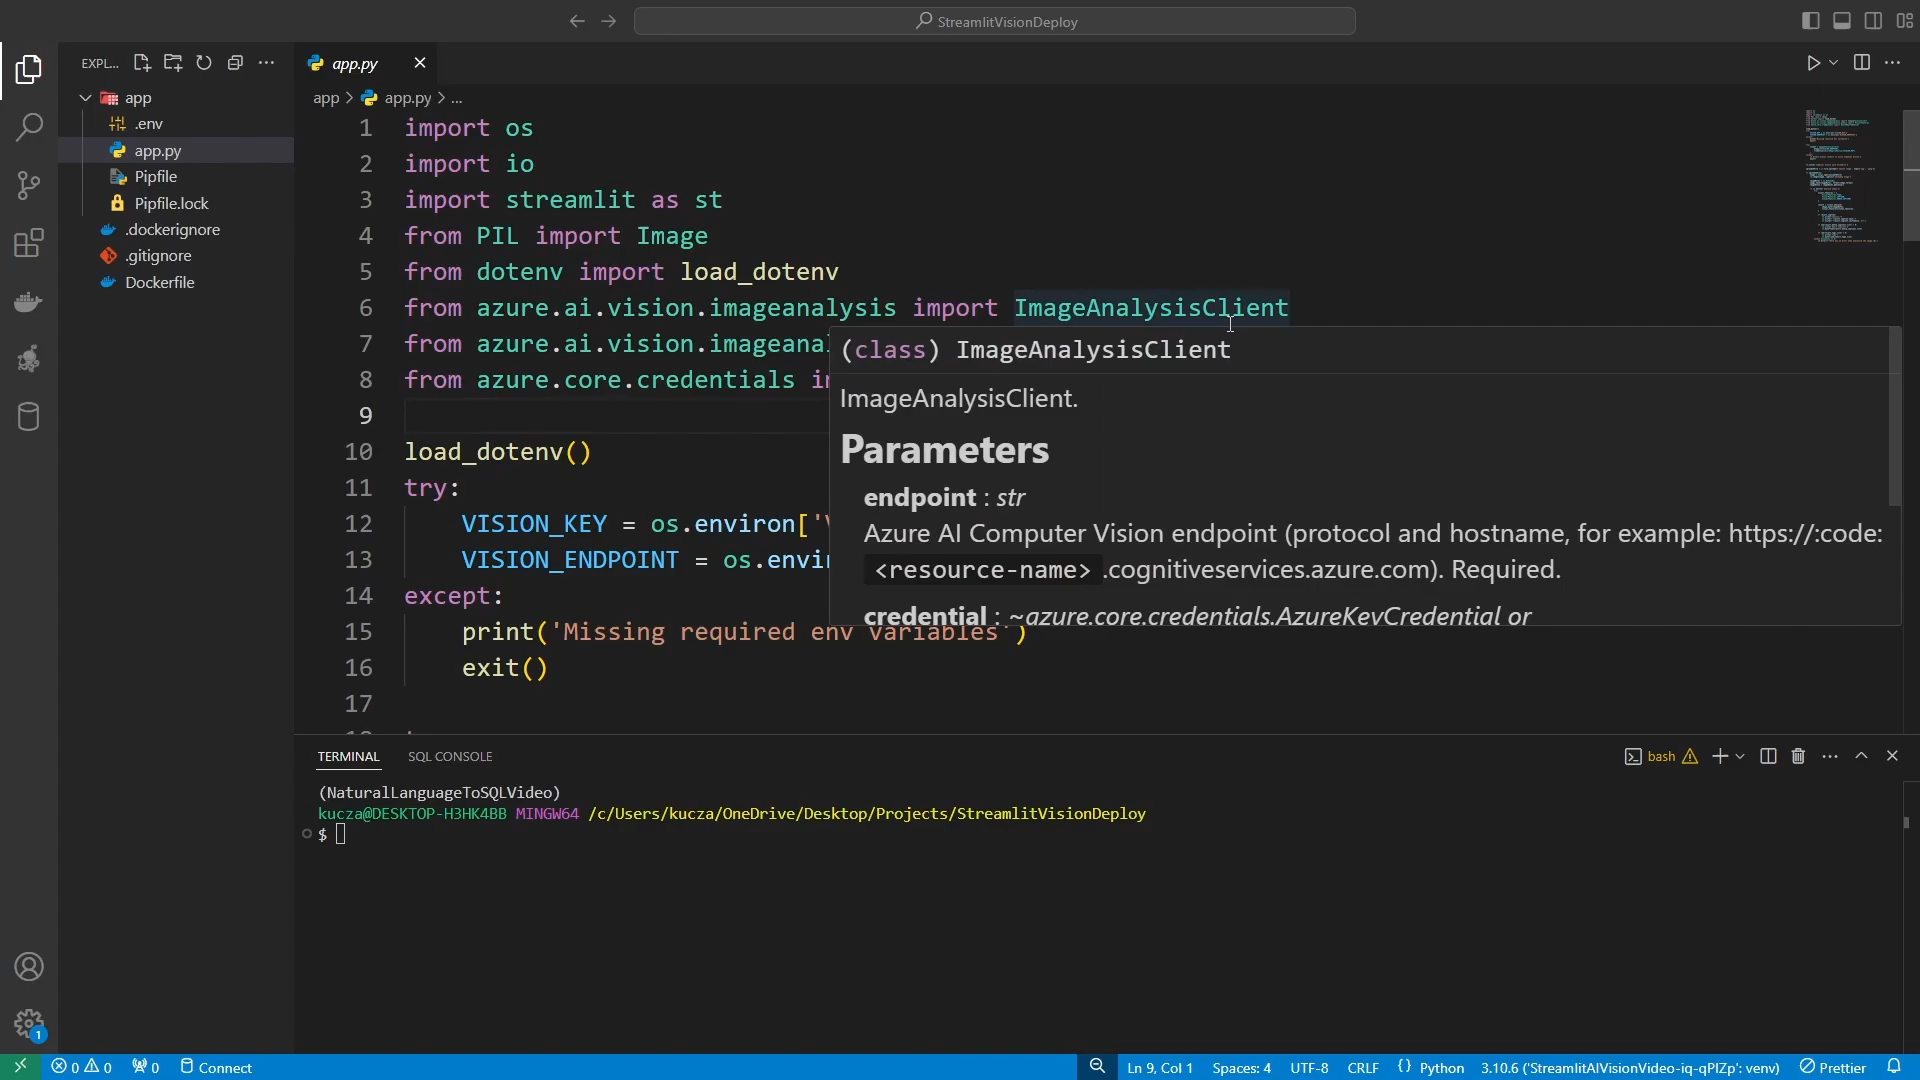 StreamlitVisionDeploy
EXPL...
app.py
app
.env
app.py
Pipfile
Pipfile.lock
.dockerignore
.gitignore
Dockerfile
app > app.py > ...
1 import os
2 import io
3 import streamlit as st
4 from PIL import Image
5 from dotenv import load_dotenv
6 from azure.ai.vision.imageanalysis import ImageAnalysisClient
7 from azure.ai.vision.imageanal
8 from azure.core.credentials i
9
10 load_dotenv()
11 try:
12 VISION_KEY = os.environ['V
13 VISION_ENDPOINT = os.envir
14 except:
15 print('Missing required env variables')
16 exit()
17
(class) ImageAnalysisClient
ImageAnalysisClient.
Parameters
endpoint : str
Azure AI Computer Vision endpoint (protocol and hostname, for example: https://:code:
<resource-name> .cognitiveservices.azure.com). Required.
credential : ~azure.core.credentials.AzureKeyCredential or
TERMINAL SQL CONSOLE
bash
(NaturalLanguageToSQLVideo)
kucza@DESKTOP-H3HK4BB MINGW64 /c/Users/kucza/OneDrive/Desktop/Projects/StreamlitVisionDeploy
$
1
0 0 0 Connect
Ln 9, Col 1 Spaces: 4 UTF-8 CRLF {} Python 3.10.6 ('StreamlitAIVisionVideo-iq-qPlZp': venv) Prettier